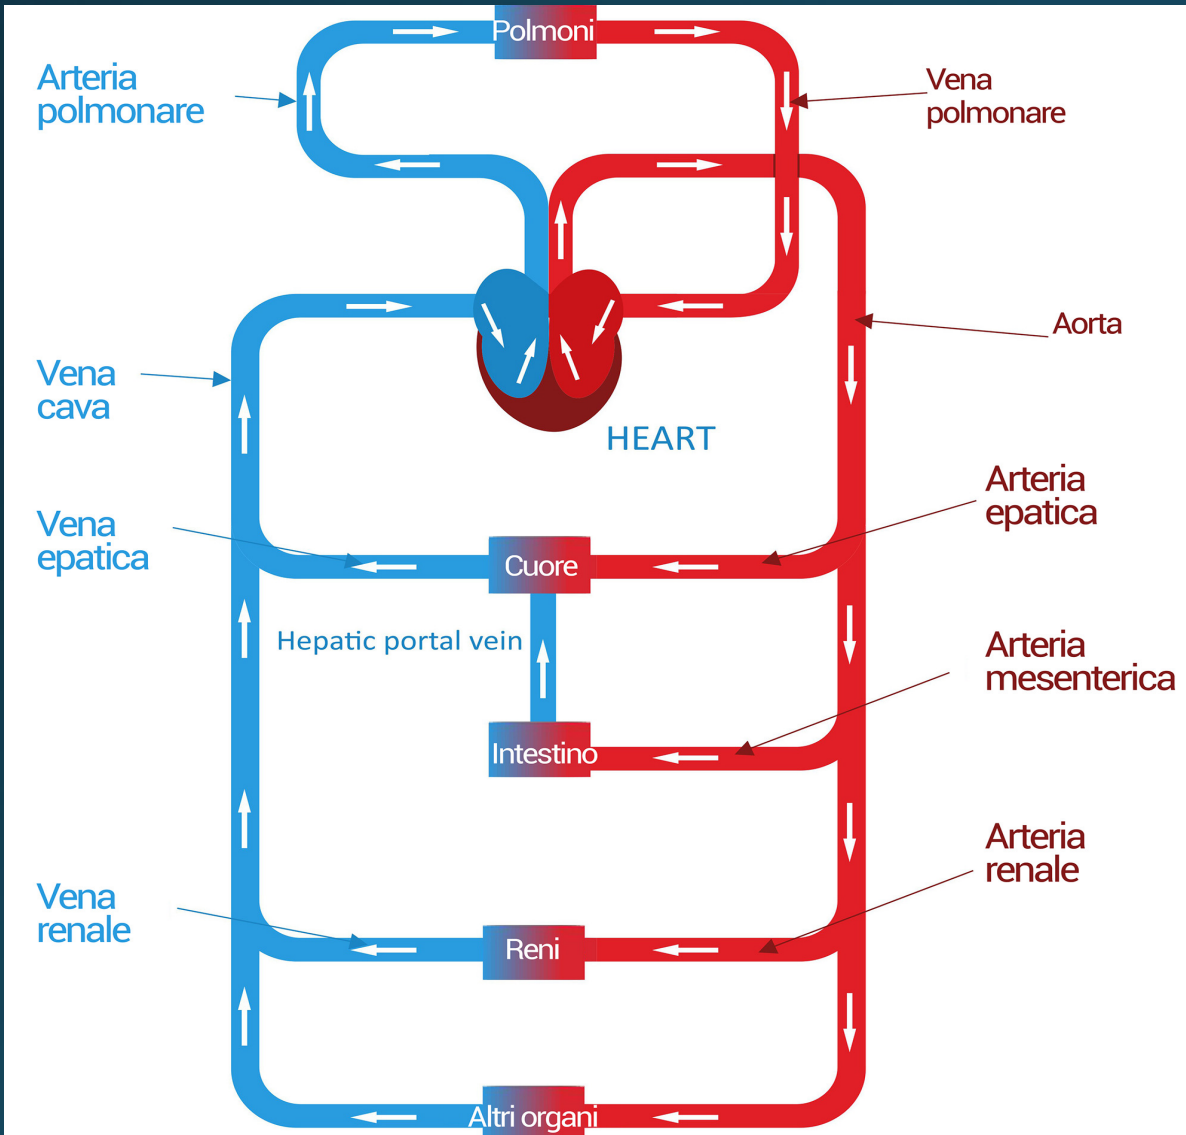 Polmoni
Arteria
polmonare
Vena
polmonare
Aorta
Vena
cava
HEART
Arteria
epatica
Vena
epatica
Cuore
Hepatic portal vein
Arteria
mesenterica
Intestino
Arteria
renale
Vena
renale
Reni
Altri organi